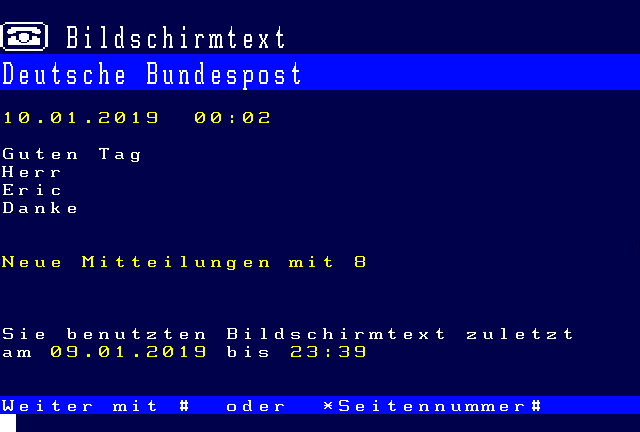 Bildschirmtext
Deutsche Bundespost
10.01.2019 00:02
Guten Tag
Herr
Eric
Danke
Neue Mitteilungen mit 8
Sie benutzten Bildschirmtext zuletzt
am 09.01.2019 bis 23:39
Weiter mit # oder *Seitennummer#